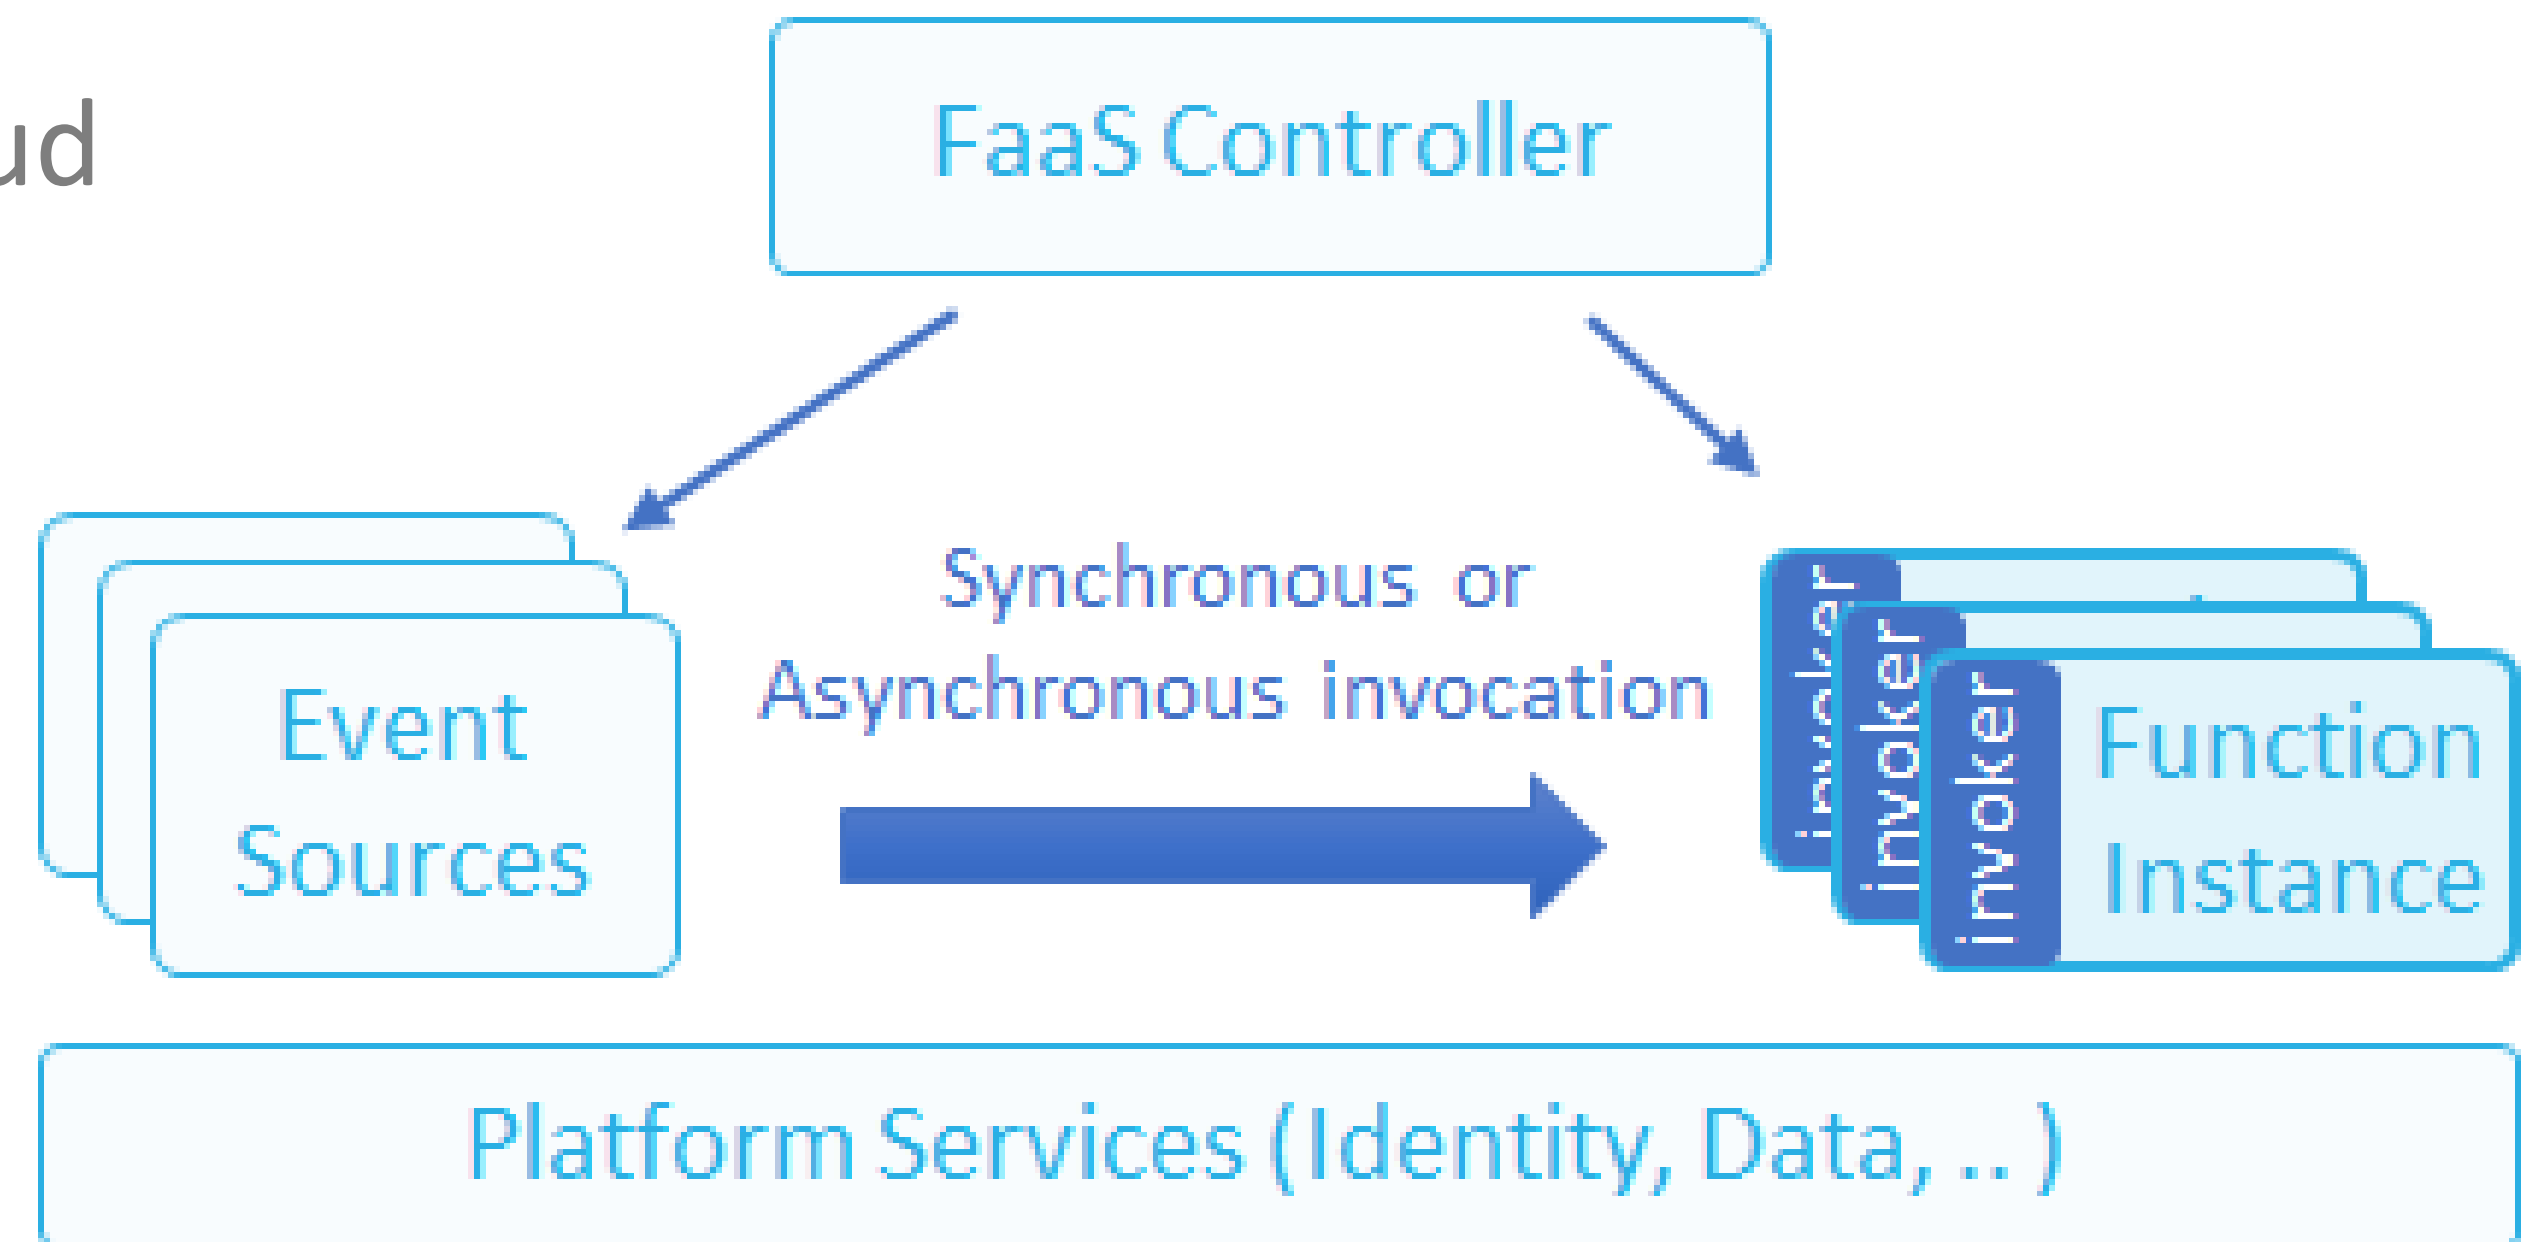 ud
FaaS Controller
Synchronous or
Asynchronous invocation
Event
Sources
invoker
invoker
invoker
Function
Instance
Platform Services (Identity, Data, .. )